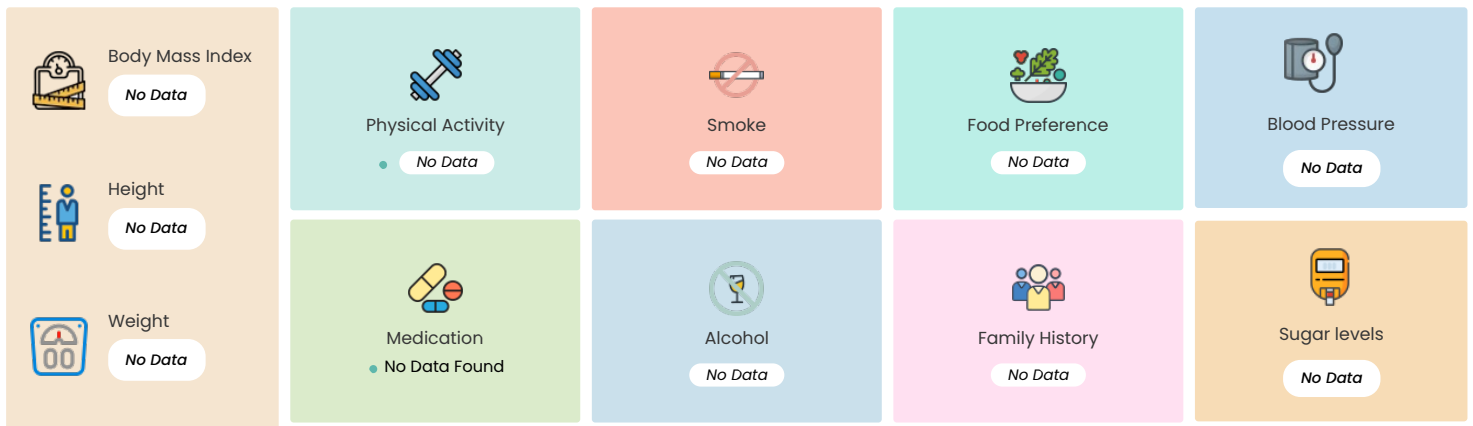 Body Mass Index
No Data
Height
No Data
Weight
No Data
Physical Activity
No Data
Smoke
No Data
Food Preference
No Data
Blood Pressure
No Data
Medication
No Data Found
Alcohol
No Data
Family History
No Data
Sugar levels
No Data